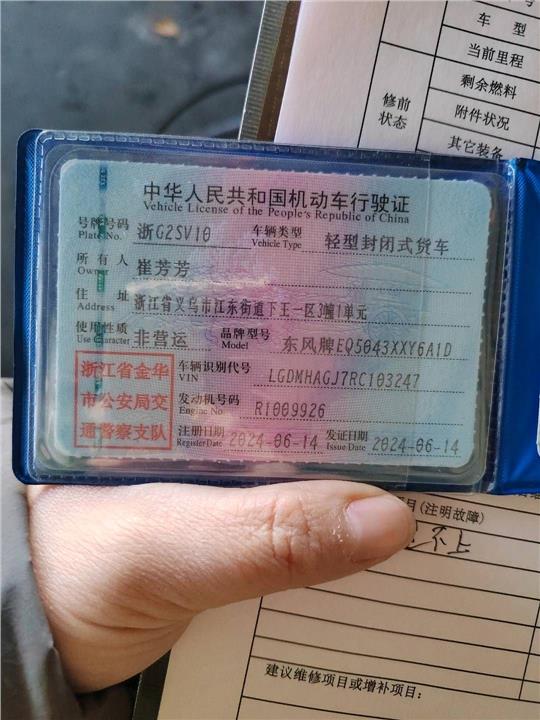 车 型
当前里程
剩余燃料
修前
状态
附件状况
其它装备
中华人民共和国机动车行驶证
Vehicle License of the People's Republic of China
号牌号码 浙G2SV10 车辆类型 轻型封闭式货车
Plate No. Vehicle Type
所有人 崔芳芳
Owner
住 址 浙江省义乌市江东街道下王一区3幢1单元
Address
使用性质 非营运 品牌型号 东风牌EQ5043XXY6A1D
Use Character Model
浙江省金华
市公安局交
通警察支队
车辆识别代号 LGDMHAGJ7RC103247
VIN
发动机号码 R1009926
Engine No.
注册日期 2024-06-14 发证日期 2024-06-14
Register Date Issue Date
项目(注明故障)
不上
建议维修项目或增补项目: